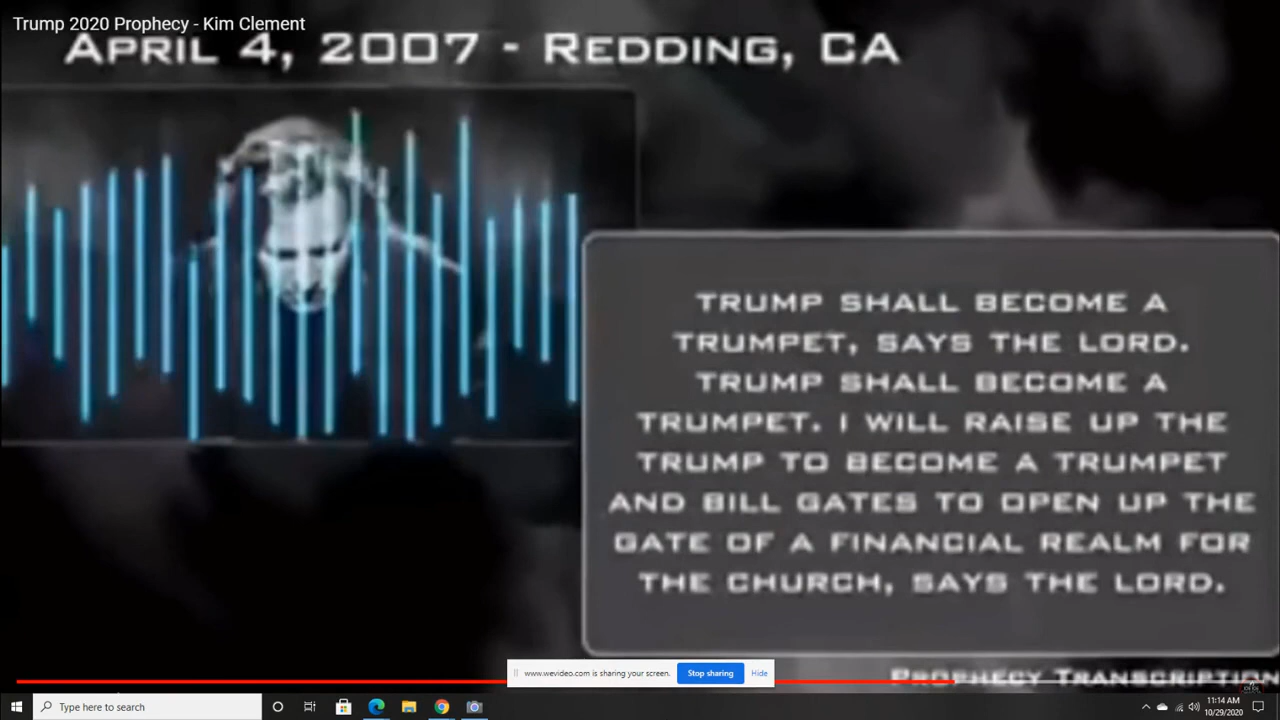 Trump 2020 Prophecy - Kim Clement
April 4, 2007 - Redding, CA
TRUMP SHALL BECOME A
TRUMPET, SAYS THE LORD.
TRUMP SHALL BECOME A
TRUMPET. I WILL RAISE UP THE
TRUMP TO BECOME A TRUMPET
AND BILL GATES TO OPEN UP THE
GATE OF A FINANCIAL REALM FOR
THE CHURCH, SAYS THE LORD.
www.wevideo.com is sharing your screen.
Stop sharing
Hide
Prophecy Transcription
Type here to search
11:14 AM
10/29/2020